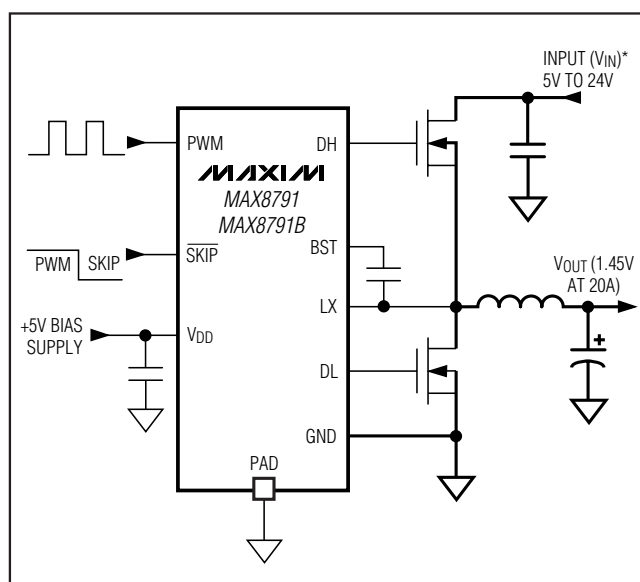 INPUT (VIN)*
5V TO 24V
PWM
DH
MAXIM
MAX8791
MAX8791B
BST
PWM SKIP
SKIP
VOUT (1.45V
AT 20A)
LX
+5V BIAS
SUPPLY
VDD
+
DL
GND
PAD